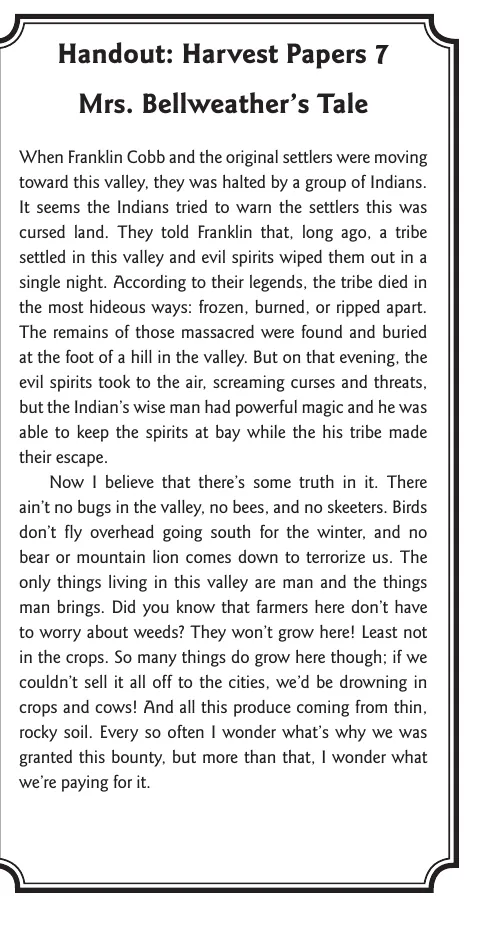 Handout: Harvest Papers 7
Mrs. Bellweather’s Tale
When Franklin Cobb and the original settlers were moving
toward this valley, they was halted by a group of Indians.
It seems the Indians tried to warn the settlers this was
cursed land. They told Franklin that, long ago, a tribe
settled in this valley and evil spirits wiped them out in a
single night. According to their legends, the tribe died in
the most hideous ways: frozen, burned, or ripped apart.
The remains of those massacred were found and buried
at the foot of a hill in the valley. But on that evening, the
evil spirits took to the air, screaming curses and threats,
but the Indian’s wise man had powerful magic and he was
able to keep the spirits at bay while the his tribe made
their escape.
Now I believe that there’s some truth in it. There
ain’t no bugs in the valley, no bees, and no skeeters. Birds
don’t fly overhead going south for the winter, and no
bear or mountain lion comes down to terrorize us. The
only things living in this valley are man and the things
man brings. Did you know that farmers here don’t have
to worry about weeds? They won’t grow here! Least not
in the crops. So many things do grow here though; if we
couldn’t sell it all off to the cities, we’d be drowning in
crops and cows! And all this produce coming from thin,
rocky soil. Every so often I wonder what’s why we was
granted this bounty, but more than that, I wonder what
we’re paying for it.